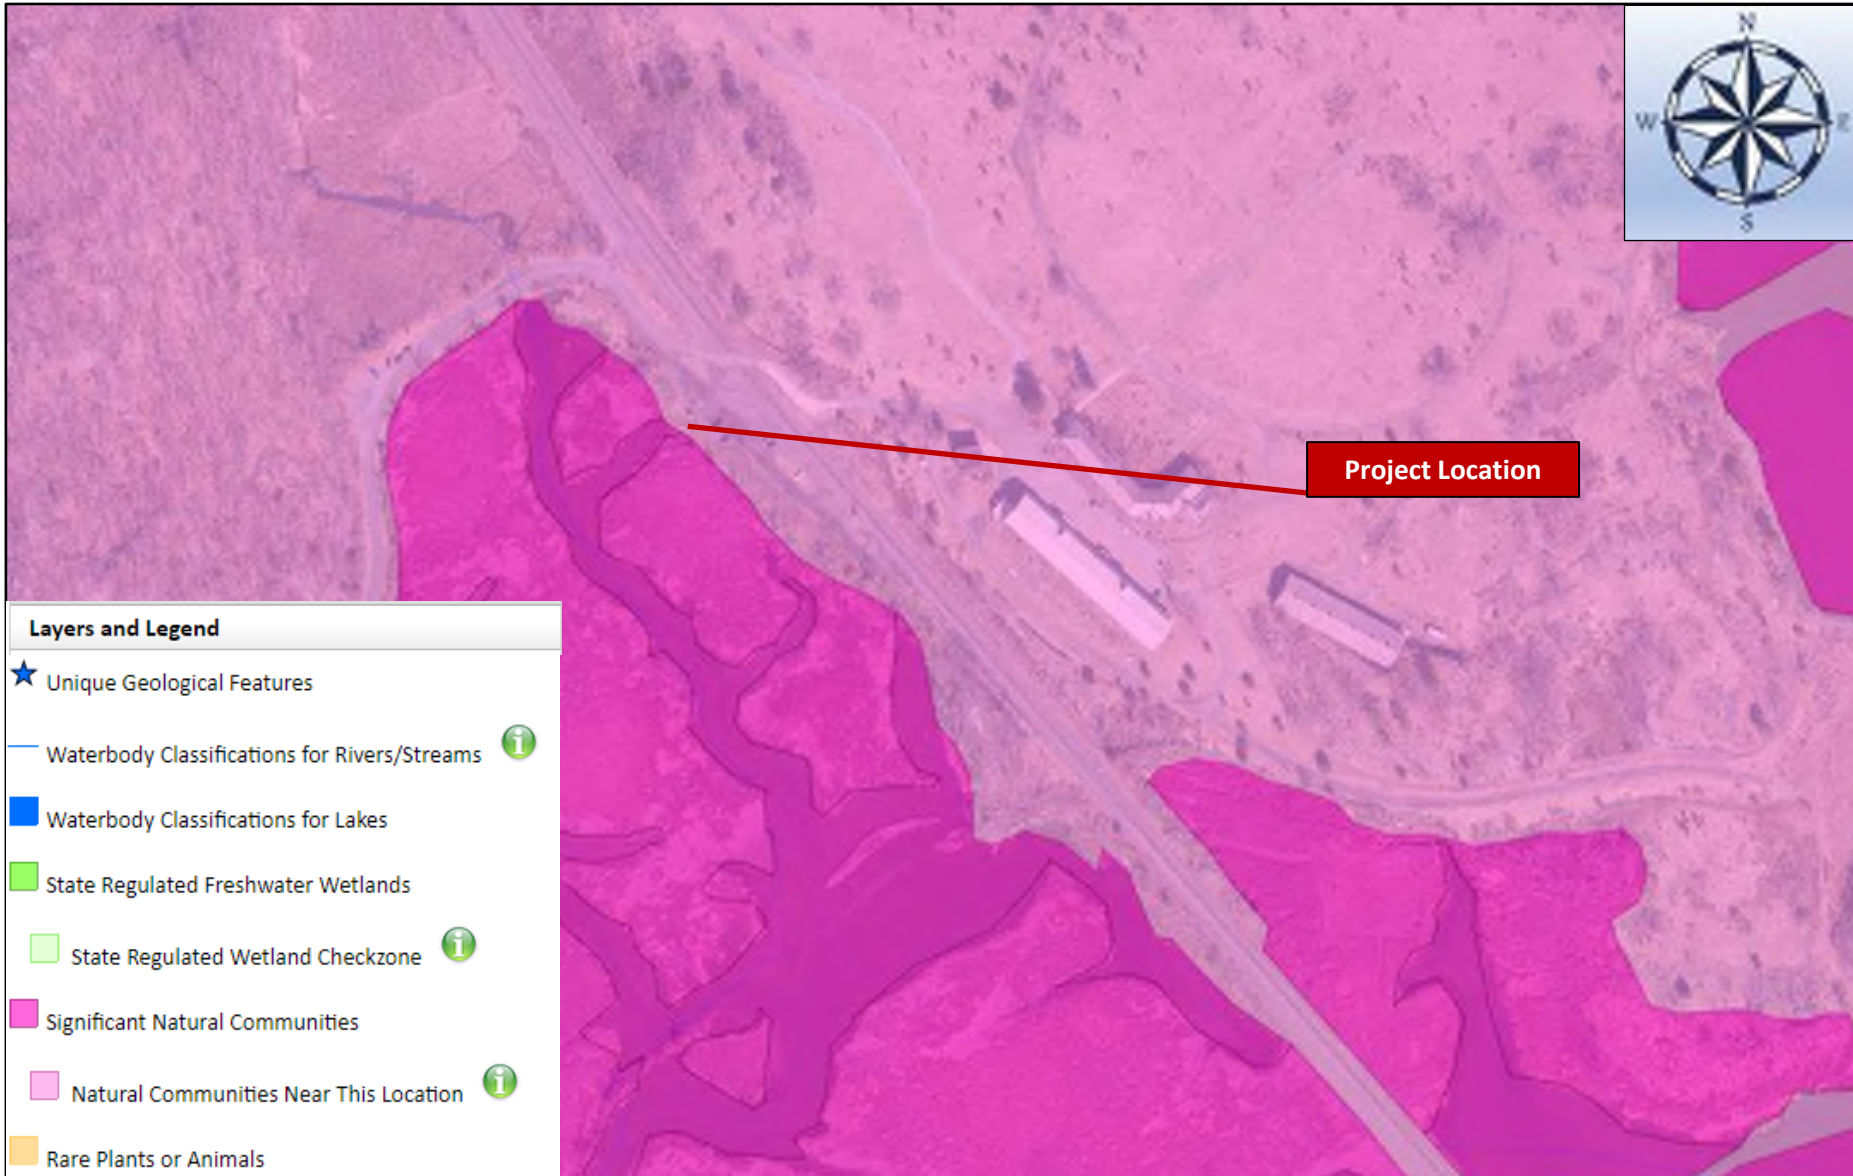 N
W
E
S
Project Location
Layers and Legend
Unique Geological Features
Waterbody Classifications for Rivers/Streams
Waterbody Classifications for Lakes
State Regulated Freshwater Wetlands
State Regulated Wetland Checkzone
Significant Natural Communities
Natural Communities Near This Location
Rare Plants or Animals